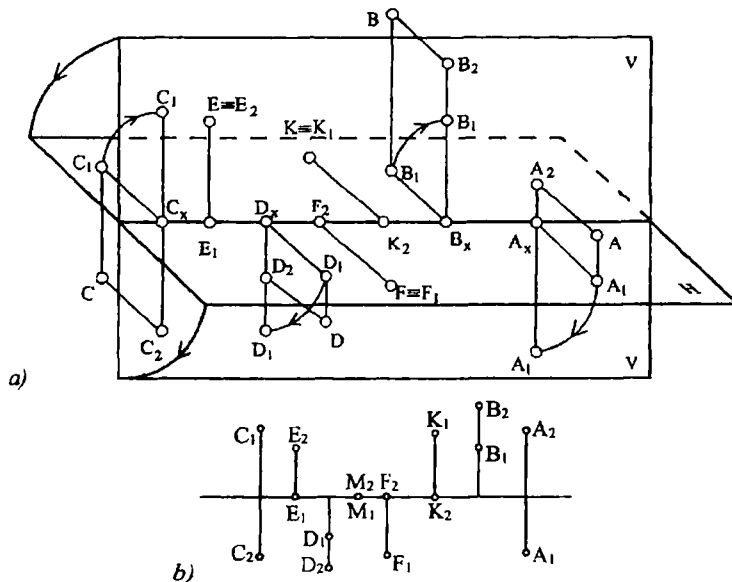 B
V
C₁
E≡E₂
B₂
K≡K₁
B₁
C₁
B₁
A₂
Cₓ
Dₓ
F₂
A
E₁
K₂
Bₓ
Aₓ
D₂
D₁
C
F≡F₁
A₁
H
C₂
D₁
D
A₁
V
a)
C₁
E₂
K₁
B₂
A₂
B₁
M₂
F₂
E₁
M₁
K₂
C₂
D₁
D₂
F₁
A₁
b)